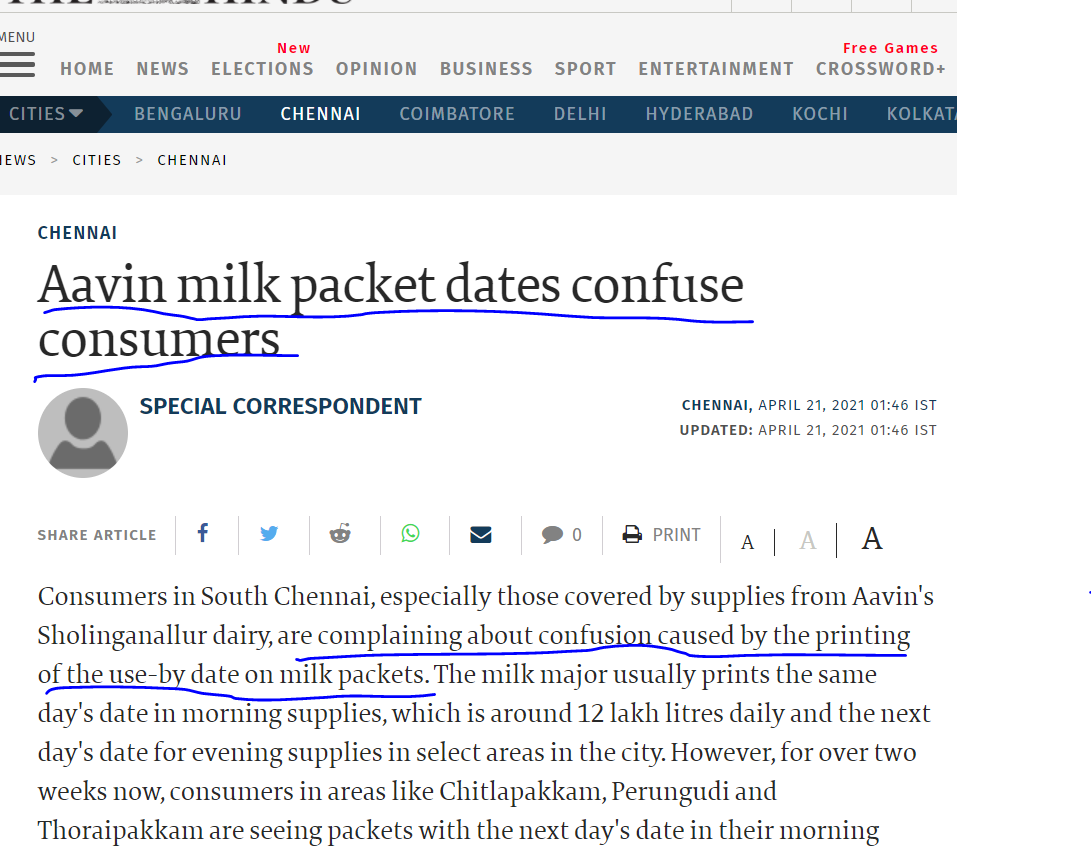 MENU
New
Free Games
HOME NEWS ELECTIONS OPINION BUSINESS SPORT ENTERTAINMENT CROSSWORD+
CITIES BENGALURU CHENNAI COIMBATORE DELHI HYDERABAD KOCHI KOLKATA
NEWS > CITIES > CHENNAI
CHENNAI
Aavin milk packet dates confuse
consumers
SPECIAL CORRESPONDENT
CHENNAI, APRIL 21, 2021 01:46 IST
UPDATED: APRIL 21, 2021 01:46 IST
SHARE ARTICLE 0 PRINT A A A
Consumers in South Chennai, especially those covered by supplies from Aavin's
Sholinganallur dairy, are complaining about confusion caused by the printing
of the use-by date on milk packets. The milk major usually prints the same
day's date in morning supplies, which is around 12 lakh litres daily and the next
day's date for evening supplies in select areas in the city. However, for over two
weeks now, consumers in areas like Chitlapakkam, Perungudi and
Thoraipakkam are seeing packets with the next day's date in their morning